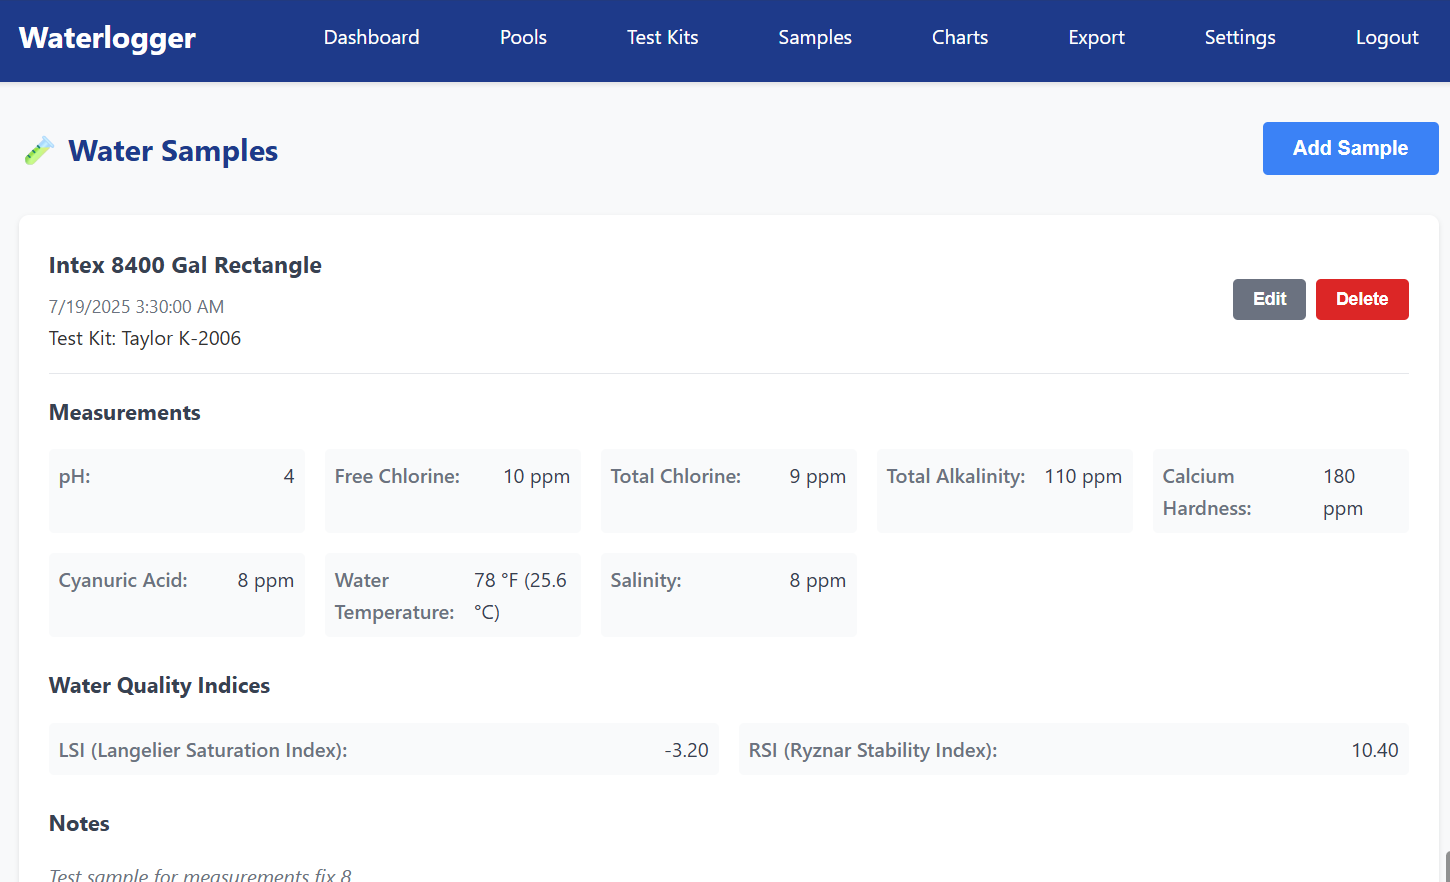 Waterlogger
Dashboard
Pools
Test Kits
Samples
Charts
Export
Settings
Logout
Water Samples
Add Sample
Intex 8400 Gal Rectangle
7/19/2025 3:30:00 AM
Test Kit: Taylor K-2006
Edit
Delete
Measurements
pH: 4
Free Chlorine: 10 ppm
Total Chlorine: 9 ppm
Total Alkalinity: 110 ppm
Calcium
Hardness:
180
ppm
Cyanuric Acid: 8 ppm
Water
Temperature:
78 °F (25.6
°C)
Salinity: 8 ppm
Water Quality Indices
LSI (Langelier Saturation Index): -3.20
RSI (Ryznar Stability Index): 10.40
Notes
Test sample for measurements fix 8